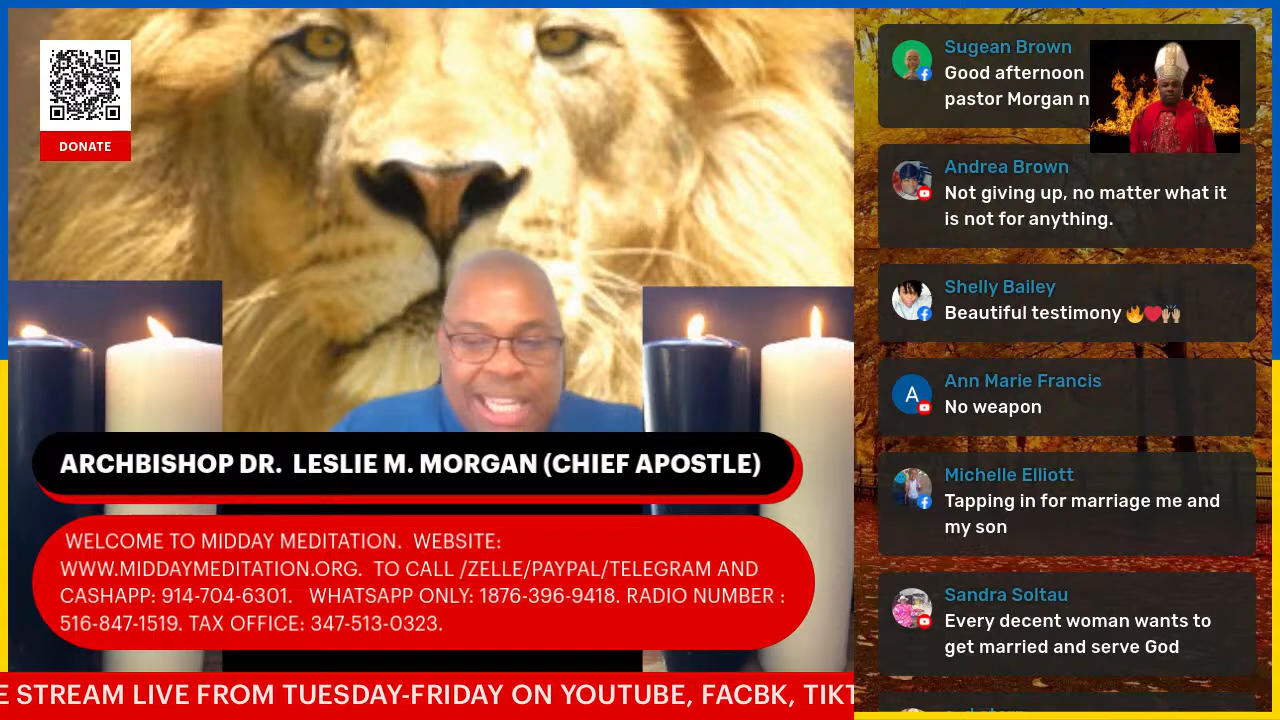 DONATE
ARCHBISHOP DR. LESLIE M. MORGAN (CHIEF APOSTLE)
WELCOME TO MIDDAY MEDITATION. WEBSITE:
WWW.MIDDAYMEDITATION.ORG. TO CALL /ZELLE/PAYPAL/TELEGRAM AND
CASHAPP: 914-704-6301. WHATSAPP ONLY: 1876-396-9418. RADIO NUMBER :
516-847-1519. TAX OFFICE: 347-513-0323.
E STREAM LIVE FROM TUESDAY-FRIDAY ON YOUTUBE, FACBK, TIKT
Sugean Brown
Good afternoon
pastor Morgan n
Andrea Brown
Not giving up, no matter what it
is not for anything.
Shelly Bailey
Beautiful testimony 🔥❤️🙌🏽
A
Ann Marie Francis
No weapon
Michelle Elliott
Tapping in for marriage me and
my son
Sandra Soltau
Every decent woman wants to
get married and serve God